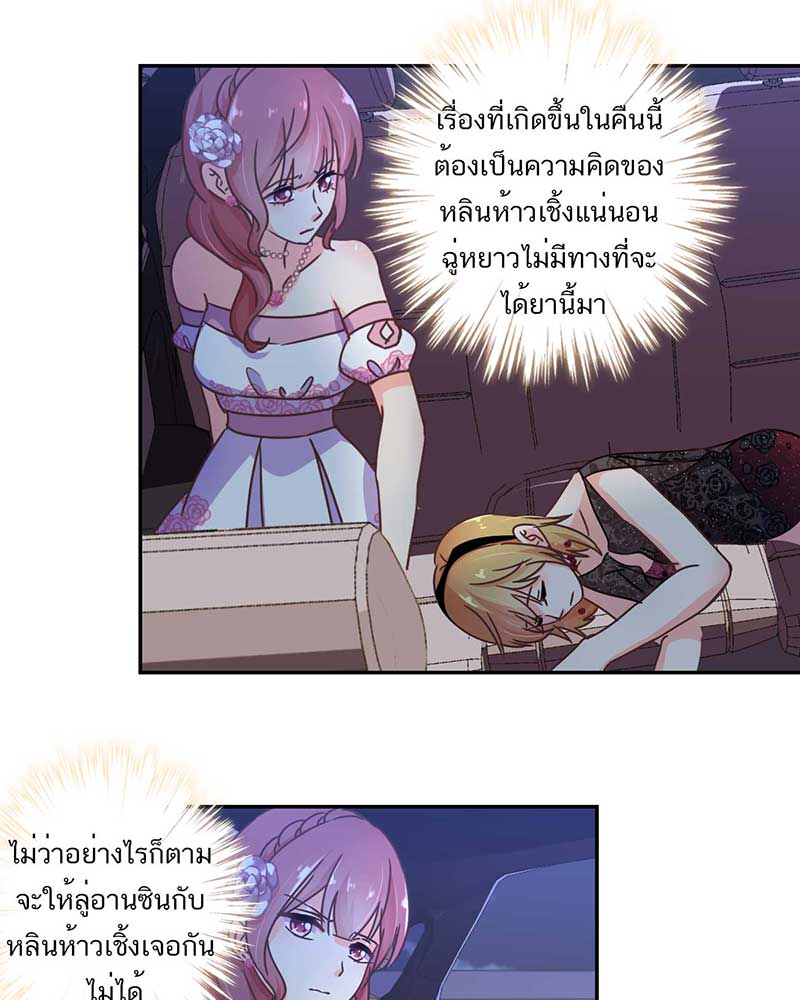 เรื่องที่เกิดขึ้นในคืนนี้
ต้องเป็นความคิดของ
หลินห้าวเชิ้งแน่นอน
ฉู่หยาวไม่มีทางที่จะ
ได้ยานี้มา
ไม่ว่าอย่างไรก็ตาม
จะให้ลู่อานซินกับ
หลินห้าวเชิ้งเจอกัน
ไม่ได้